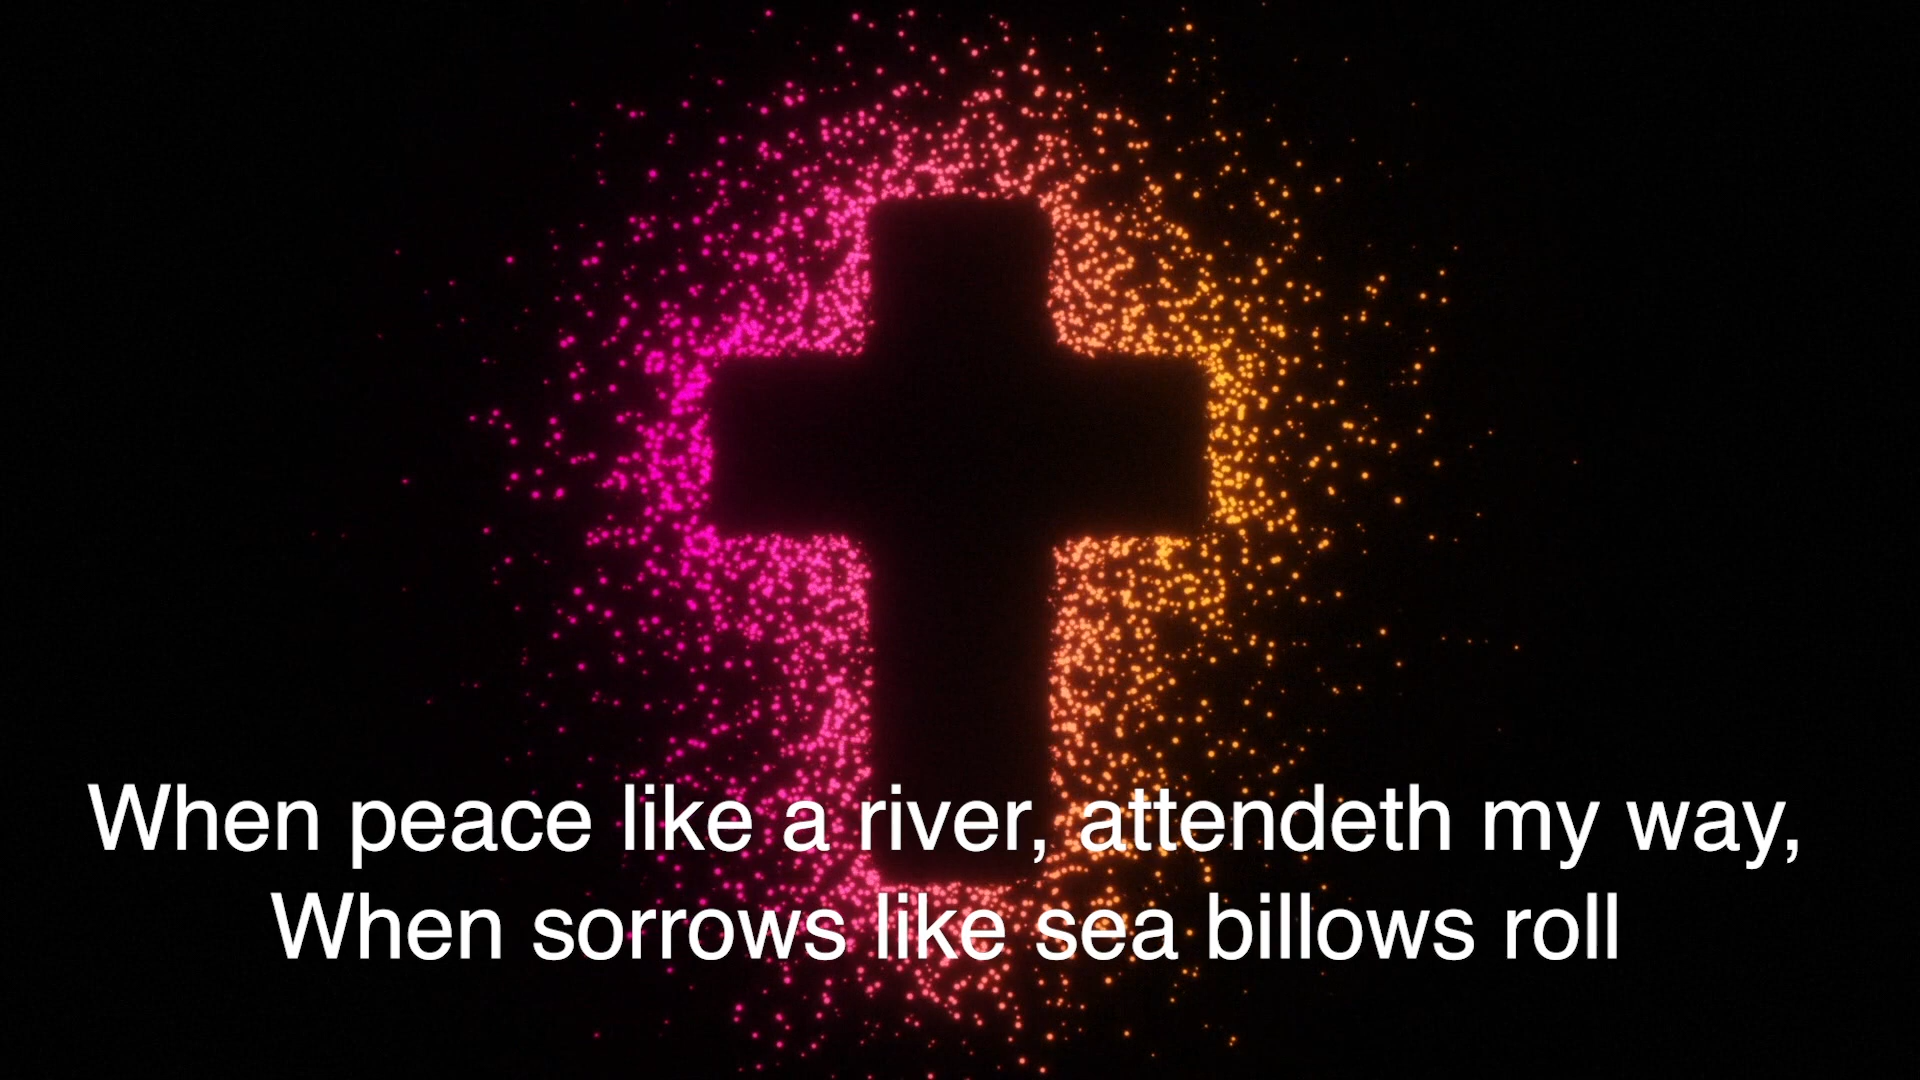 When peace like a river, attendeth my way,
When sorrows like sea billows roll